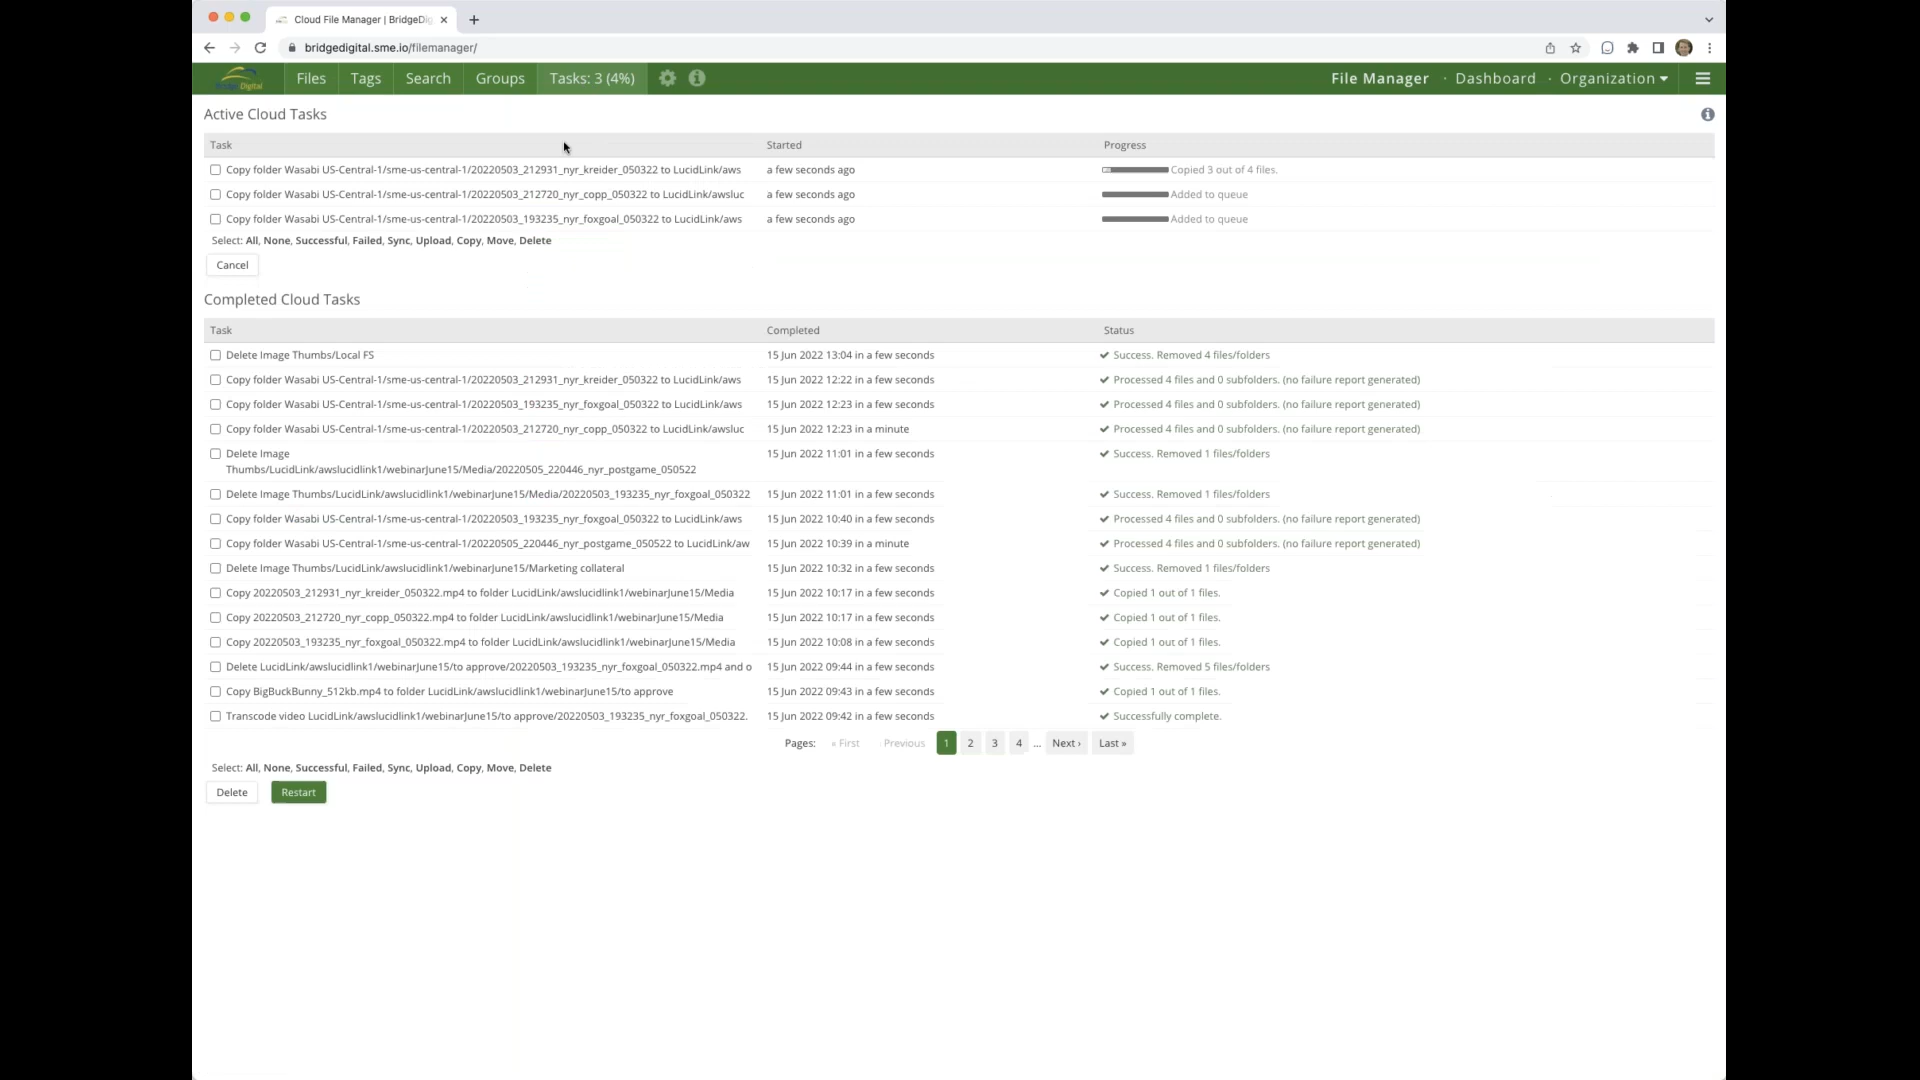 Cloud File Manager | BridgeDig
bridgedigital.sme.io/filemanager/
Digital
Files Tags Search Groups Tasks: 3 (4%) File Manager · Dashboard · Organization
Active Cloud Tasks
Task Started Progress
Copy folder Wasabi US-Central-1/sme-us-central-1/20220503_212931_nyr_kreider_050322 to LucidLink/aws a few seconds ago Copied 3 out of 4 files.
Copy folder Wasabi US-Central-1/sme-us-central-1/20220503_212720_nyr_copp_050322 to LucidLink/awsluc a few seconds ago Added to queue
Copy folder Wasabi US-Central-1/sme-us-central-1/20220503_193235_nyr_foxgoal_050322 to LucidLink/aws a few seconds ago Added to queue
Select: All, None, Successful, Failed, Sync, Upload, Copy, Move, Delete
Cancel
Completed Cloud Tasks
Task Completed Status
Delete Image Thumbs/Local FS 15 Jun 2022 13:04 in a few seconds ✔ Success. Removed 4 files/folders
Copy folder Wasabi US-Central-1/sme-us-central-1/20220503_212931_nyr_kreider_050322 to LucidLink/aws 15 Jun 2022 12:22 in a few seconds ✔ Processed 4 files and 0 subfolders. (no failure report generated)
Copy folder Wasabi US-Central-1/sme-us-central-1/20220503_193235_nyr_foxgoal_050322 to LucidLink/aws 15 Jun 2022 12:23 in a few seconds ✔ Processed 4 files and 0 subfolders. (no failure report generated)
Copy folder Wasabi US-Central-1/sme-us-central-1/20220503_212720_nyr_copp_050322 to LucidLink/awsluc 15 Jun 2022 12:23 in a minute ✔ Processed 4 files and 0 subfolders. (no failure report generated)
Delete Image 15 Jun 2022 11:01 in a few seconds ✔ Success. Removed 1 files/folders
Thumbs/LucidLink/awslucidlink1/webinarJune15/Media/20220505_220446_nyr_postgame_050522
Delete Image Thumbs/LucidLink/awslucidlink1/webinarJune15/Media/20220503_193235_nyr_foxgoal_050322 15 Jun 2022 11:01 in a few seconds ✔ Success. Removed 1 files/folders
Copy folder Wasabi US-Central-1/sme-us-central-1/20220503_193235_nyr_foxgoal_050322 to LucidLink/aws 15 Jun 2022 10:40 in a few seconds ✔ Processed 4 files and 0 subfolders. (no failure report generated)
Copy folder Wasabi US-Central-1/sme-us-central-1/20220505_220446_nyr_postgame_050522 to LucidLink/aw 15 Jun 2022 10:39 in a minute ✔ Processed 4 files and 0 subfolders. (no failure report generated)
Delete Image Thumbs/LucidLink/awslucidlink1/webinarJune15/Marketing collateral 15 Jun 2022 10:32 in a few seconds ✔ Success. Removed 1 files/folders
Copy 20220503_212931_nyr_kreider_050322.mp4 to folder LucidLink/awslucidlink1/webinarJune15/Media 15 Jun 2022 10:17 in a few seconds ✔ Copied 1 out of 1 files.
Copy 20220503_212720_nyr_copp_050322.mp4 to folder LucidLink/awslucidlink1/webinarJune15/Media 15 Jun 2022 10:17 in a few seconds ✔ Copied 1 out of 1 files.
Copy 20220503_193235_nyr_foxgoal_050322.mp4 to folder LucidLink/awslucidlink1/webinarJune15/Media 15 Jun 2022 10:08 in a few seconds ✔ Copied 1 out of 1 files.
Delete LucidLink/awslucidlink1/webinarJune15/to approve/20220503_193235_nyr_foxgoal_050322.mp4 and o 15 Jun 2022 09:44 in a few seconds ✔ Success. Removed 5 files/folders
Copy BigBuckBunny_512kb.mp4 to folder LucidLink/awslucidlink1/webinarJune15/to approve 15 Jun 2022 09:43 in a few seconds ✔ Copied 1 out of 1 files.
Transcode video LucidLink/awslucidlink1/webinarJune15/to approve/20220503_193235_nyr_foxgoal_050322. 15 Jun 2022 09:42 in a few seconds ✔ Successfully complete.
Pages: « First Previous 1 2 3 4 ... Next › Last »
Select: All, None, Successful, Failed, Sync, Upload, Copy, Move, Delete
Delete Restart